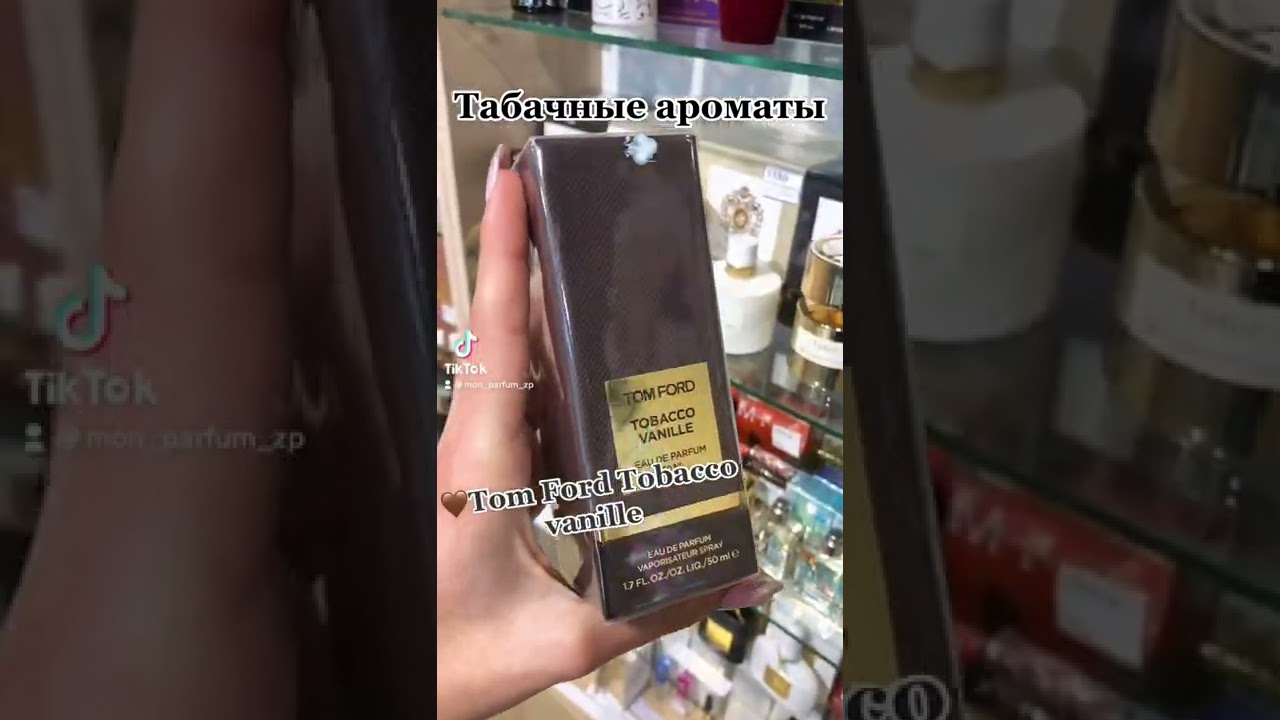 Табачные ароматы
TikTok
@mon_parfum_zp
TOM FORD
TOBACCO
VANILLE
EAU DE PARFUM
🤎Tom Ford Tobacco
vanille
EAU DE PARFUM
VAPORISATEUR SPRAY
1.7 FL. OZ./OZ. LIQ./50 ml e
TikTok
@mon_parfum_zp